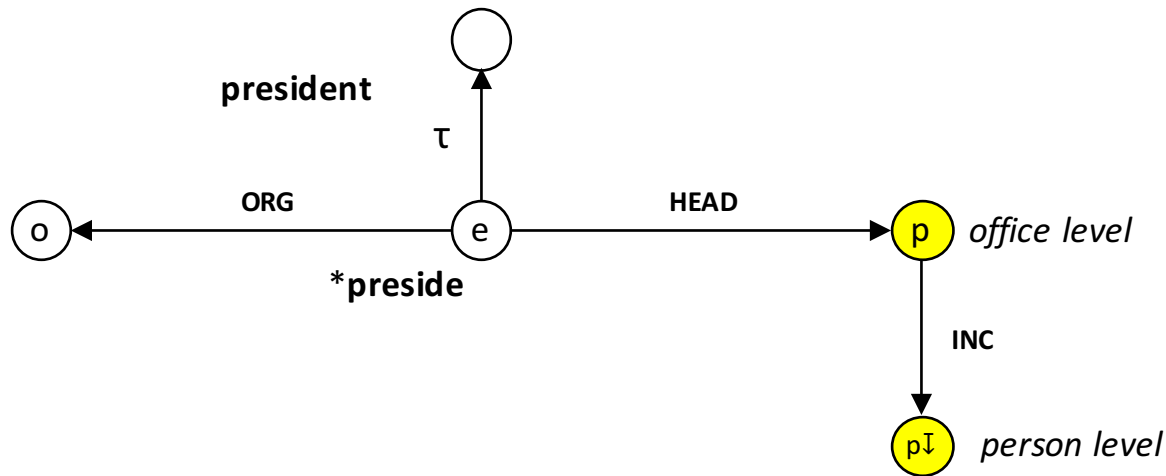 president
τ
ORG
HEAD
o
e
p
office level
*preside
INC
p↧
person level